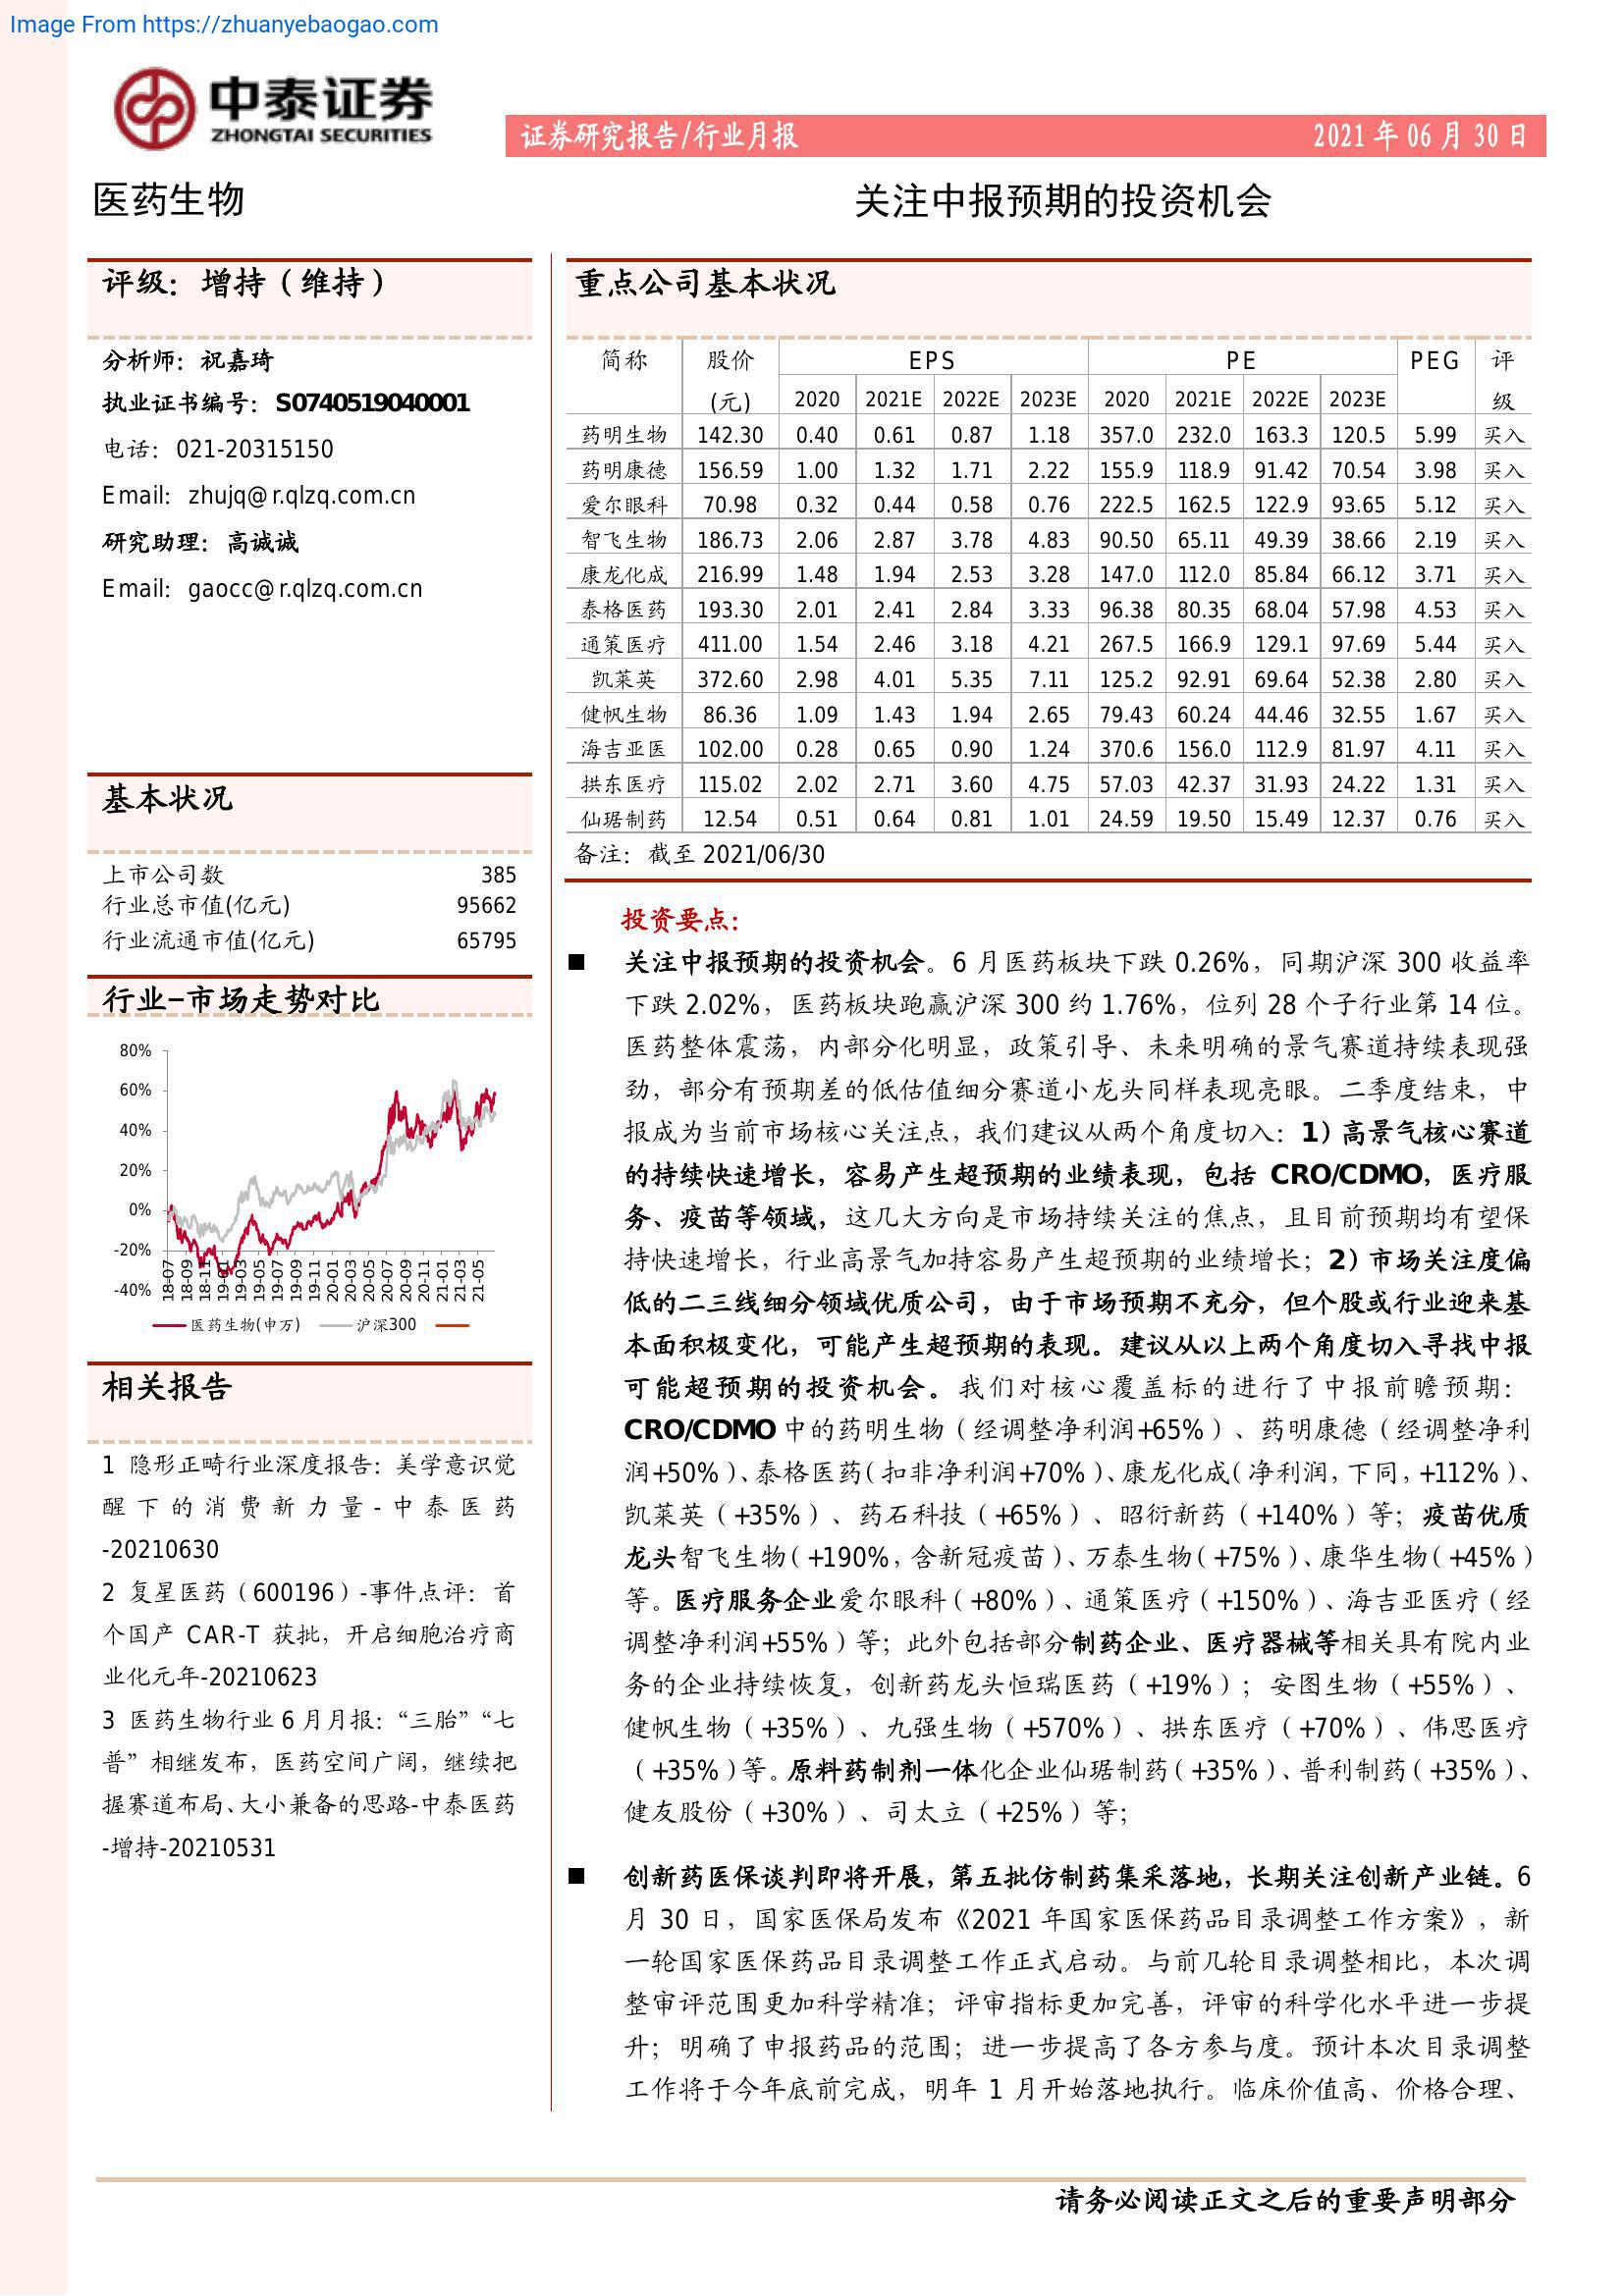 Image From https://zhuanyebaogao.com
中泰证券
ZHONGTAI SECURITIES
证券研究报告/行业月报 2021 年 06 月 30 日
医药生物 关注中报预期的投资机会
评级：增持（维持）
分析师：祝嘉琦
执业证书编号：S0740519040001
电话：021-20315150
Email：zhujq@r.qlzq.com.cn
研究助理：高诚诚
Email：gaocc@r.qlzq.com.cn
基本状况
上市公司数 385
行业总市值(亿元) 95662
行业流通市值(亿元) 65795
行业-市场走势对比
80%
60%
40%
20%
0%
-20%
-40%
18-07 18-09 18-11 19-01 19-03 19-05 19-07 19-09 19-11 20-01 20-03 20-05 20-07 20-09 20-11 21-01 21-03 21-05
医药生物(申万) 沪深300
相关报告
1 隐形正畸行业深度报告：美学意识觉
醒下的消费新力量-中泰医药
-20210630
2 复星医药（600196）-事件点评：首
个国产 CAR-T 获批，开启细胞治疗商
业化元年-20210623
3 医药生物行业 6 月月报：“三胎”“七
普”相继发布，医药空间广阔，继续把
握赛道布局、大小兼备的思路-中泰医药
-增持-20210531
重点公司基本状况
简称 股价 EPS PE PEG 评
(元) 2020 2021E 2022E 2023E 2020 2021E 2022E 2023E 级
药明生物 142.30 0.40 0.61 0.87 1.18 357.0 232.0 163.3 120.5 5.99 买入
药明康德 156.59 1.00 1.32 1.71 2.22 155.9 118.9 91.42 70.54 3.98 买入
爱尔眼科 70.98 0.32 0.44 0.58 0.76 222.5 162.5 122.9 93.65 5.12 买入
智飞生物 186.73 2.06 2.87 3.78 4.83 90.50 65.11 49.39 38.66 2.19 买入
康龙化成 216.99 1.48 1.94 2.53 3.28 147.0 112.0 85.84 66.12 3.71 买入
泰格医药 193.30 2.01 2.41 2.84 3.33 96.38 80.35 68.04 57.98 4.53 买入
通策医疗 411.00 1.54 2.46 3.18 4.21 267.5 166.9 129.1 97.69 5.44 买入
凯莱英 372.60 2.98 4.01 5.35 7.11 125.2 92.91 69.64 52.38 2.80 买入
健帆生物 86.36 1.09 1.43 1.94 2.65 79.43 60.24 44.46 32.55 1.67 买入
海吉亚医 102.00 0.28 0.65 0.90 1.24 370.6 156.0 112.9 81.97 4.11 买入
拱东医疗 115.02 2.02 2.71 3.60 4.75 57.03 42.37 31.93 24.22 1.31 买入
仙琚制药 12.54 0.51 0.64 0.81 1.01 24.59 19.50 15.49 12.37 0.76 买入
备注：截至 2021/06/30
投资要点：
■ 关注中报预期的投资机会。6 月医药板块下跌 0.26%，同期沪深 300 收益率
下跌 2.02%，医药板块跑赢沪深 300 约 1.76%，位列 28 个子行业第 14 位。
医药整体震荡，内部分化明显，政策引导、未来明确的景气赛道持续表现强
劲，部分有预期差的低估值细分赛道小龙头同样表现亮眼。二季度结束，中
报成为当前市场核心关注点，我们建议从两个角度切入：1）高景气核心赛道
的持续快速增长，容易产生超预期的业绩表现，包括 CRO/CDMO，医疗服
务、疫苗等领域，这几大方向是市场持续关注的焦点，且目前预期均有望保
持快速增长，行业高景气加持容易产生超预期的业绩增长；2）市场关注度偏
低的二三线细分领域优质公司，由于市场预期不充分，但个股或行业迎来基
本面积极变化，可能产生超预期的表现。建议从以上两个角度切入寻找中报
可能超预期的投资机会。我们对核心覆盖标的进行了中报前瞻预期：
CRO/CDMO 中的药明生物（经调整净利润+65%）、药明康德（经调整净利
润+50%）、泰格医药（扣非净利润+70%）、康龙化成（净利润，下同，+112%）、
凯莱英（+35%）、药石科技（+65%）、昭衍新药（+140%）等；疫苗优质
龙头智飞生物（+190%，含新冠疫苗）、万泰生物（+75%）、康华生物（+45%）
等。医疗服务企业爱尔眼科（+80%）、通策医疗（+150%）、海吉亚医疗（经
调整净利润+55%）等；此外包括部分制药企业、医疗器械等相关具有院内业
务的企业持续恢复，创新药龙头恒瑞医药（+19%）；安图生物（+55%）、
健帆生物（+35%）、九强生物（+570%）、拱东医疗（+70%）、伟思医疗
（+35%）等。原料药制剂一体化企业仙琚制药（+35%）、普利制药（+35%）、
健友股份（+30%）、司太立（+25%）等；
■ 创新药医保谈判即将开展，第五批仿制药集采落地，长期关注创新产业链。6
月 30 日，国家医保局发布《2021 年国家医保药品目录调整工作方案》，新
一轮国家医保药品目录调整工作正式启动。与前几轮目录调整相比，本次调
整审评范围更加科学精准；评审指标更加完善，评审的科学化水平进一步提
升；明确了申报药品的范围；进一步提高了各方参与度。预计本次目录调整
工作将于今年底前完成，明年 1 月开始落地执行。临床价值高、价格合理、
请务必阅读正文之后的重要声明部分